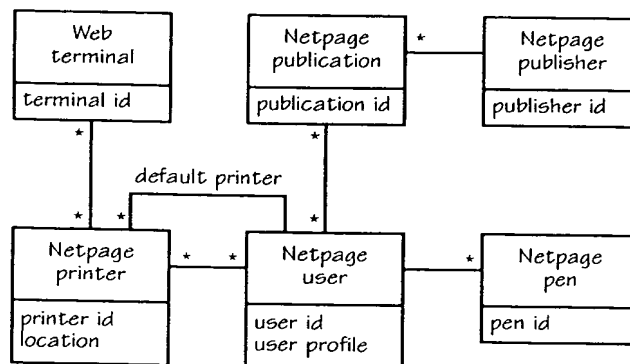 Web
terminal
terminal id
Netpage
publication
publication id
Netpage
publisher
publisher id
*
*
*
default printer
*
*
*
*
*
*
Netpage
printer
printer id
location
Netpage
user
user id
user profile
*
Netpage
pen
pen id